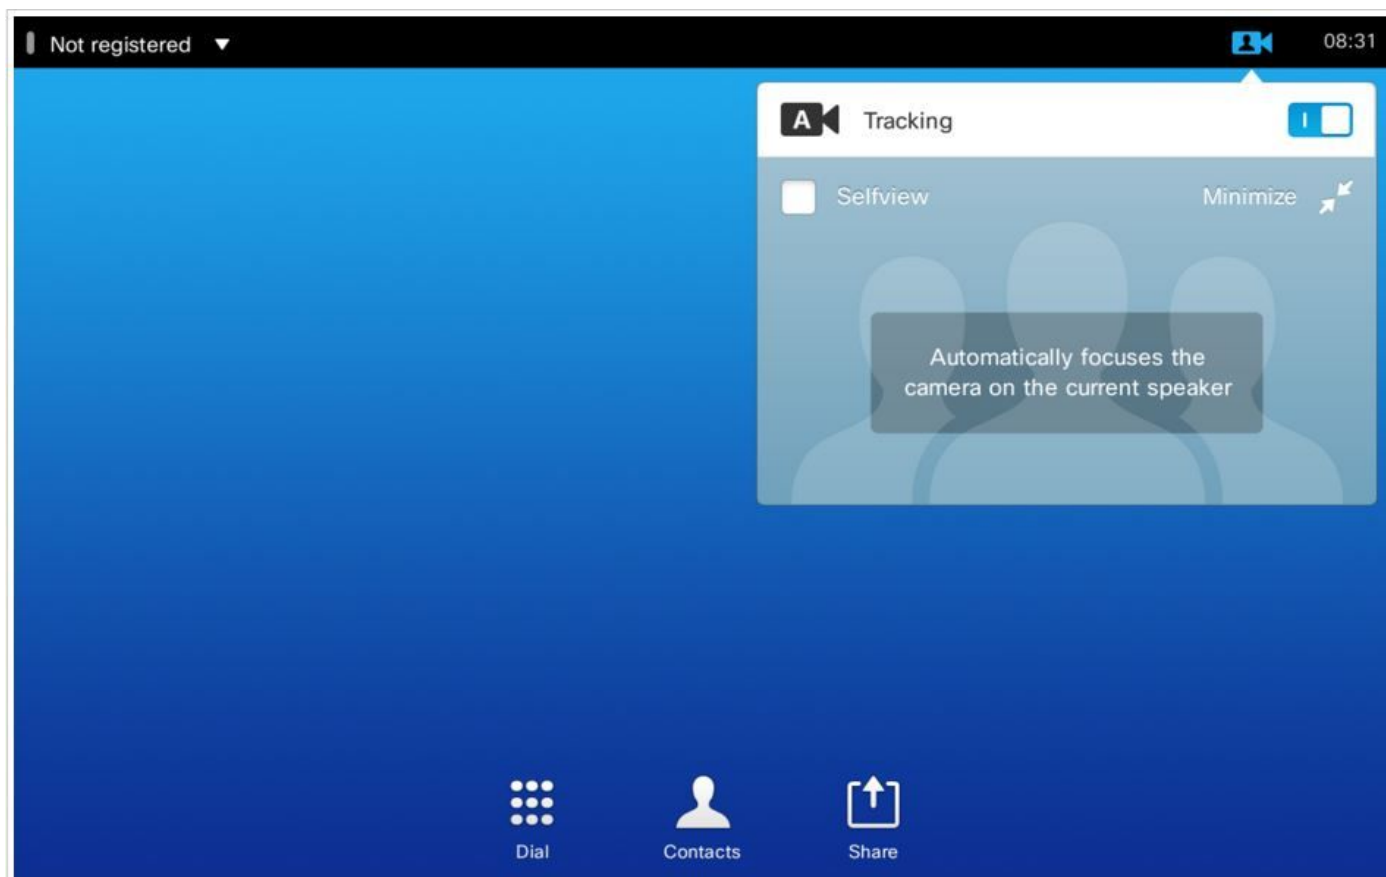 Not registered
08:31
A
Tracking
Selfview
Minimize
Automatically focuses the
camera on the current speaker
Dial
Contacts
Share